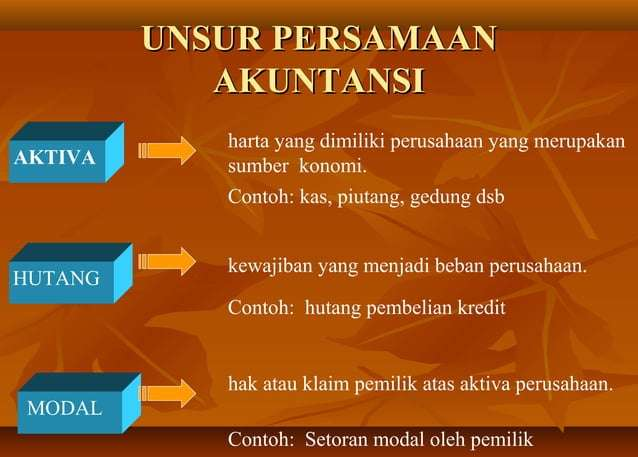 UNSUR PERSAMAAN
AKUNTANSI
AKTIVA
harta yang dimiliki perusahaan yang merupakan
sumber konomi.
Contoh: kas, piutang, gedung dsb
HUTANG
kewajiban yang menjadi beban perusahaan.
Contoh: hutang pembelian kredit
MODAL
hak atau klaim pemilik atas aktiva perusahaan.
Contoh: Setoran modal oleh pemilik